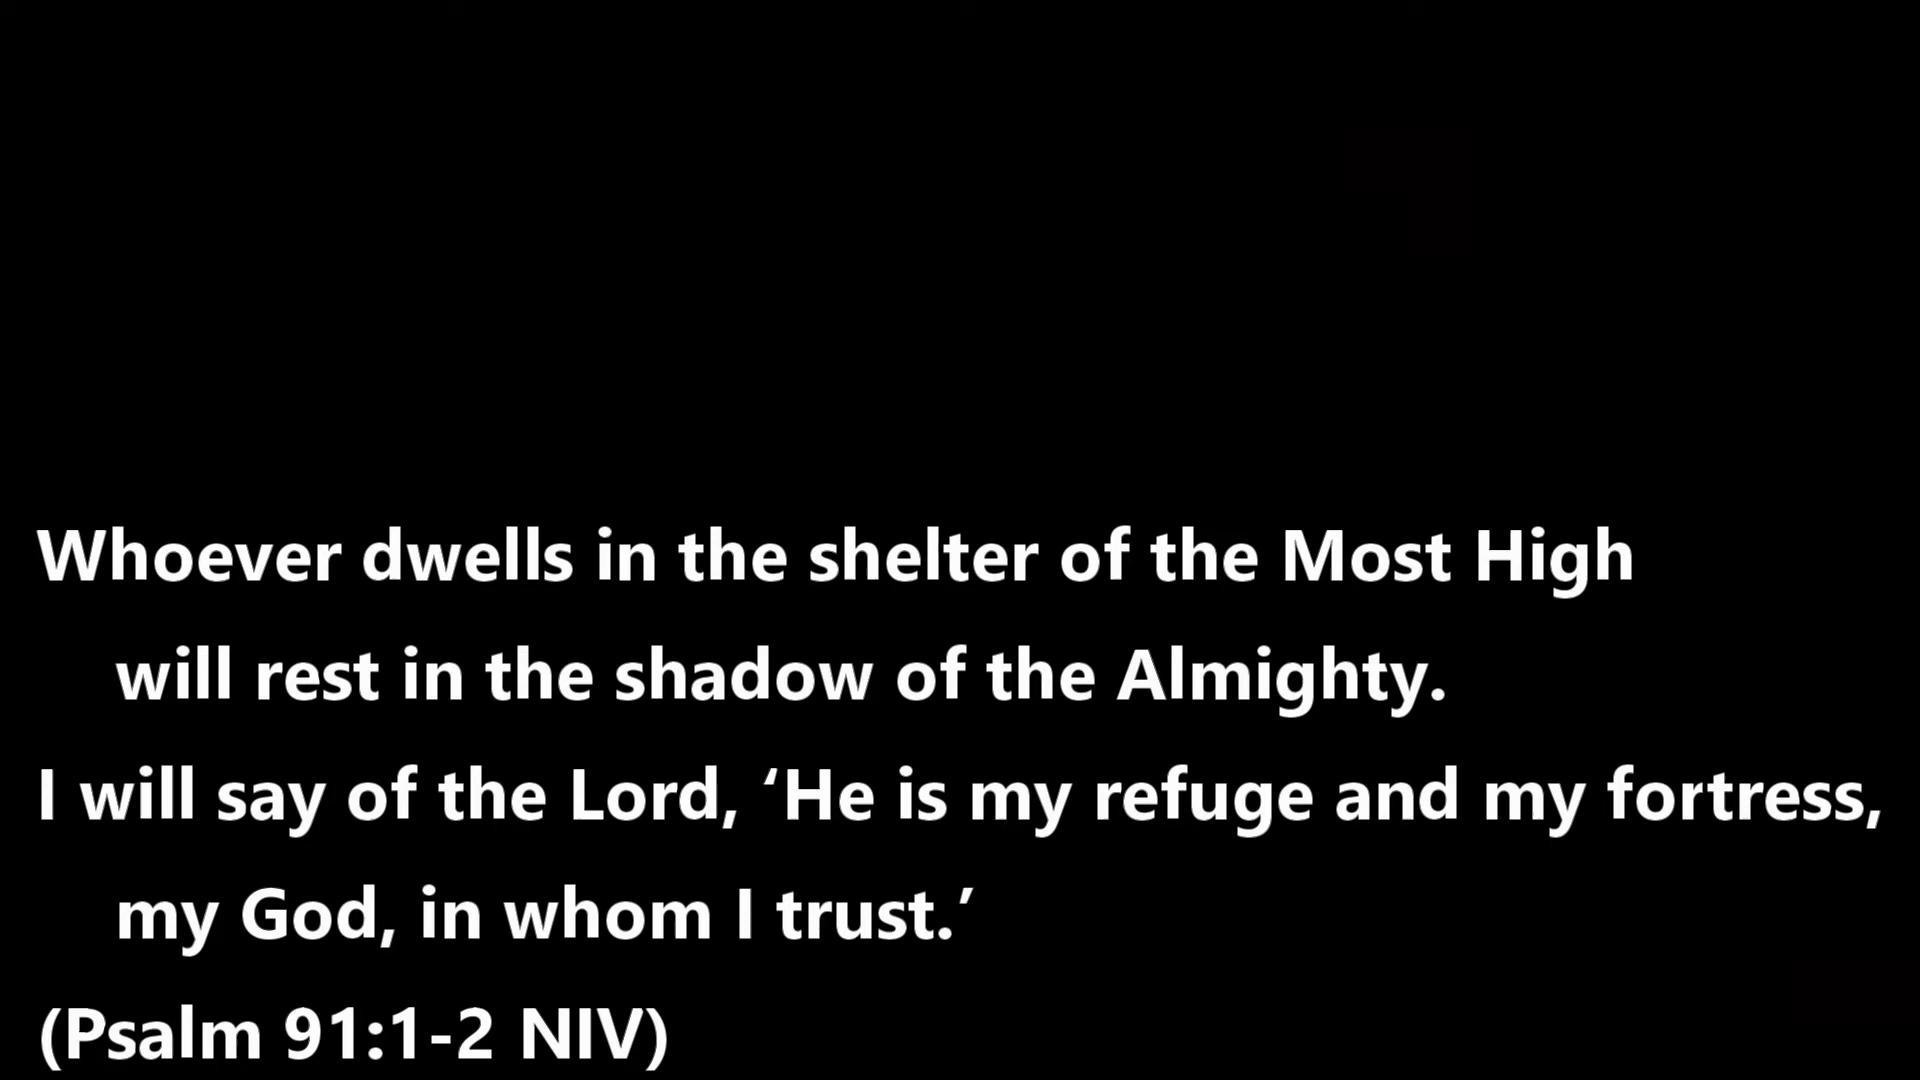 Whoever dwells in the shelter of the Most High
will rest in the shadow of the Almighty.
I will say of the Lord, ‘He is my refuge and my fortress,
my God, in whom I trust.’
(Psalm 91:1-2 NIV)